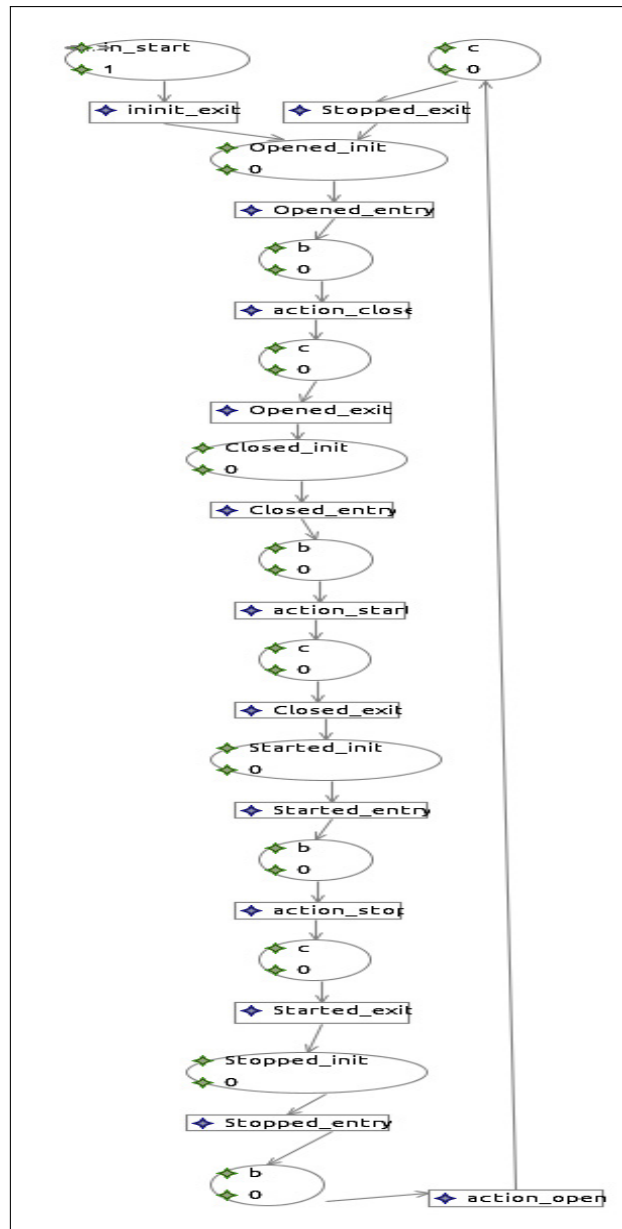 in_start
1
c
0
ininit_exit
Stopped_exit
Opened_init
0
Opened_entry
b
0
action_close
c
0
Opened_exit
Closed_init
0
Closed_entry
b
0
action_start
c
0
Closed_exit
Started_init
0
Started_entry
b
0
action_stop
c
0
Started_exit
Stopped_init
0
Stopped_entry
b
0
action_open